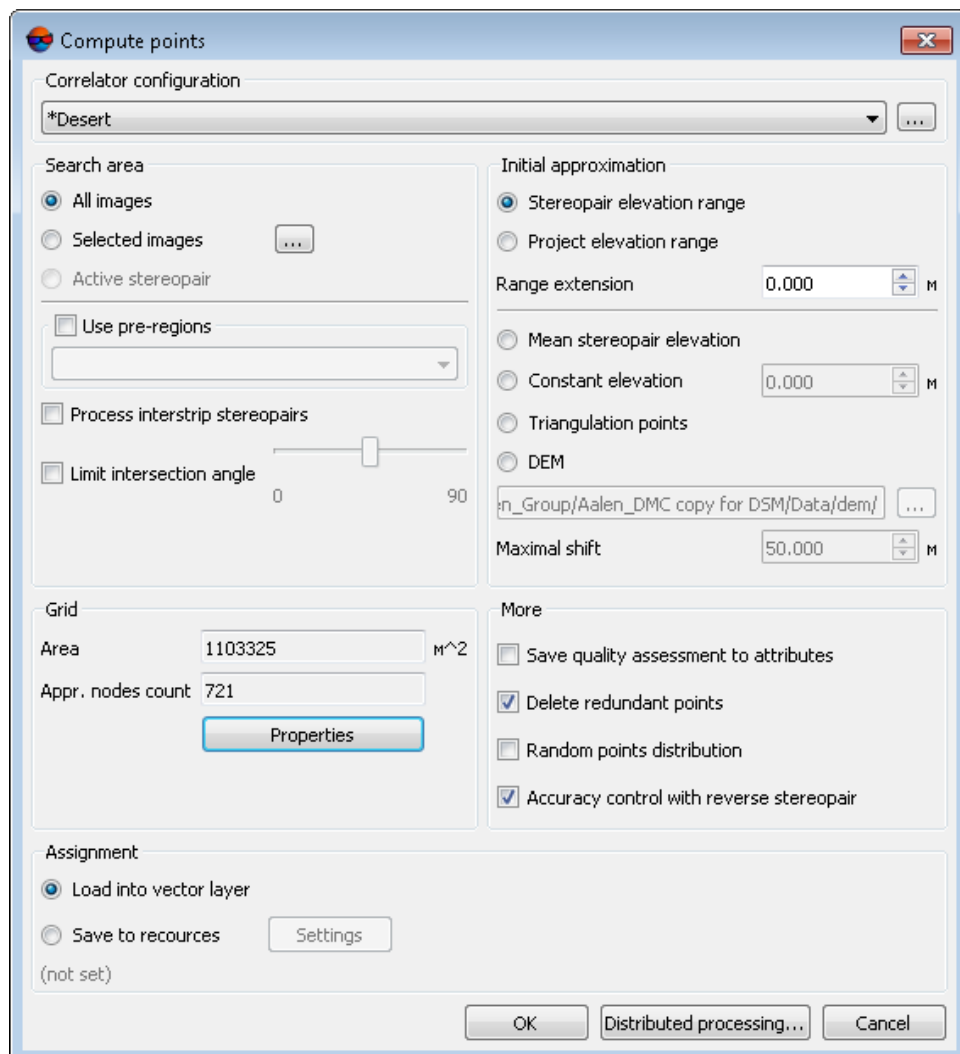 Compute points
Correlator configuration
*Desert
...
Search area
All images
Selected images
...
Active stereopair
Use pre-regions
Process interstrip stereopairs
Limit intersection angle
0 90
Initial approximation
Stereopair elevation range
Project elevation range
Range extension 0.000 м
Mean stereopair elevation
Constant elevation 0.000 м
Triangulation points
DEM
en_Group/Aalen_DMC copy for DSM/Data/dem/ ...
Maximal shift 50.000 м
Grid
Area 1103325 м^2
Appr. nodes count 721
Properties
More
Save quality assessment to attributes
Delete redundant points
Random points distribution
Accuracy control with reverse stereopair
Assignment
Load into vector layer
Save to recources Settings
(not set)
OK Distributed processing... Cancel